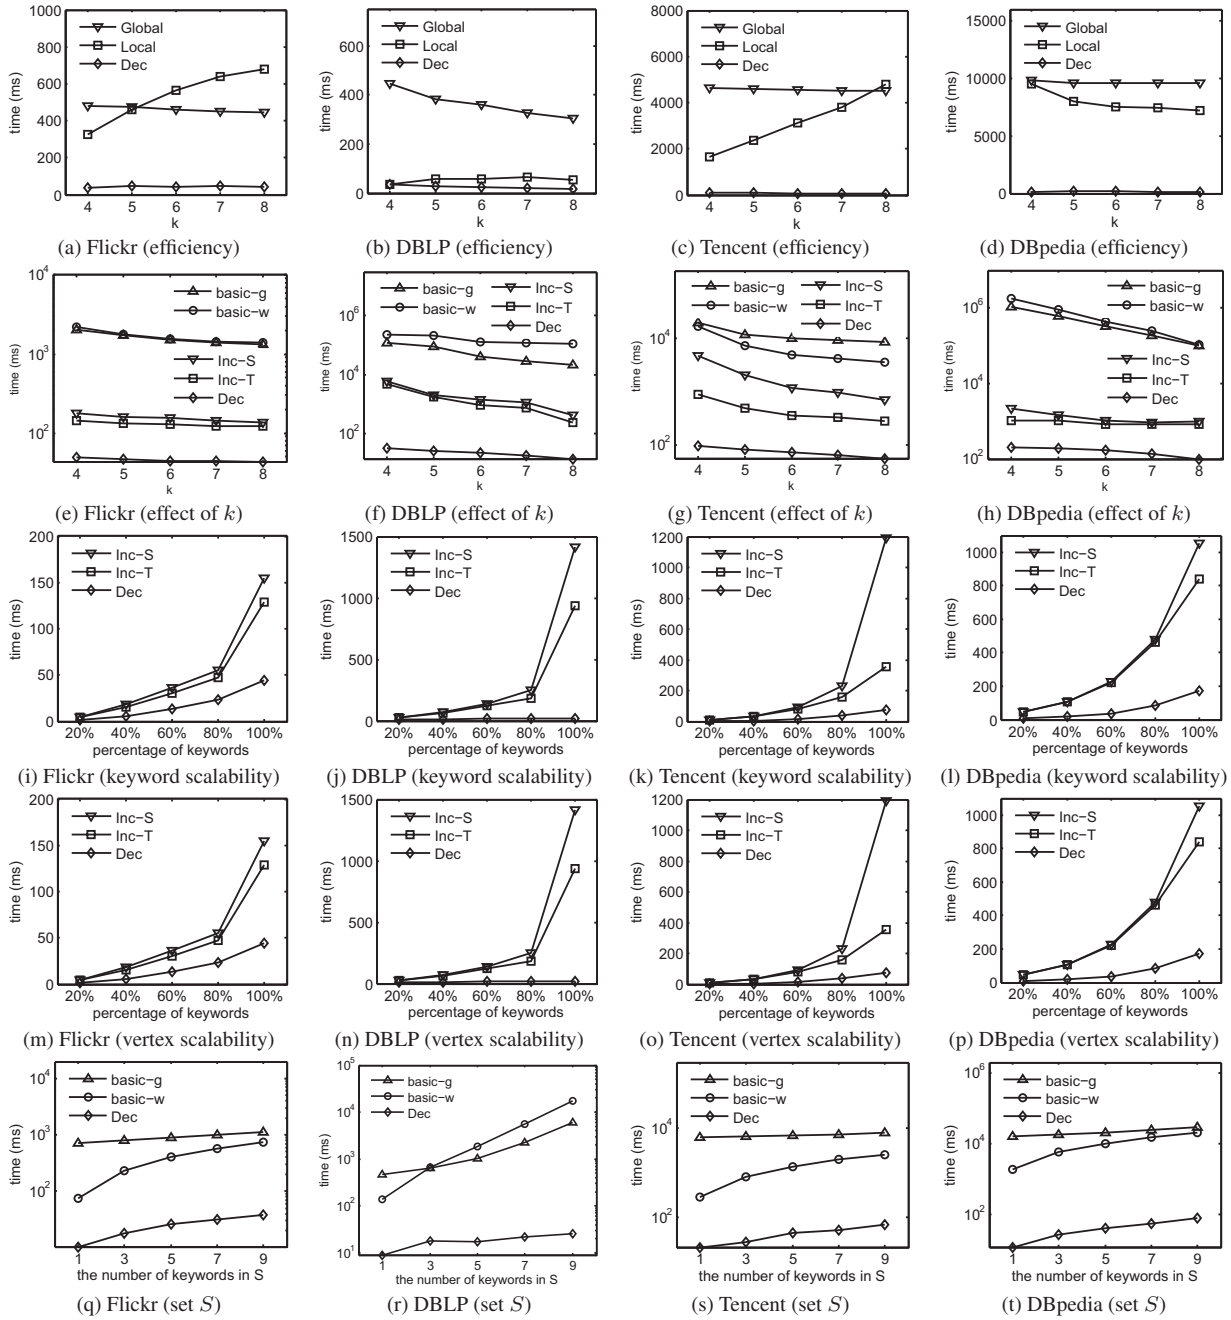 1000
800
600
400
200
0
time (ms)
Global
Local
Dec
4 5 6 7 8
k
(a) Flickr (efficiency)
600
400
200
0
time (ms)
Global
Local
Dec
4 5 6 7 8
k
(b) DBLP (efficiency)
8000
6000
4000
2000
0
time (ms)
Global
Local
Dec
4 5 6 7 8
k
(c) Tencent (efficiency)
15000
10000
5000
0
time (ms)
Global
Local
Dec
4 5 6 7 8
k
(d) DBpedia (efficiency)
10^4
10^3
10^2
time (ms)
basic-g
basic-w
Inc-S
Inc-T
Dec
4 5 6 7 8
k
(e) Flickr (effect of k)
10^6
10^4
10^2
time (ms)
basic-g
basic-w
Inc-S
Inc-T
Dec
4 5 6 7 8
k
(f) DBLP (effect of k)
10^4
10^2
time (ms)
basic-g
basic-w
Inc-S
Inc-T
Dec
4 5 6 7 8
k
(g) Tencent (effect of k)
10^6
10^4
10^2
time (ms)
basic-g
basic-w
Inc-S
Inc-T
Dec
4 5 6 7 8
k
(h) DBpedia (effect of k)
200
150
100
50
0
time (ms)
Inc-S
Inc-T
Dec
20% 40% 60% 80% 100%
percentage of keywords
(i) Flickr (keyword scalability)
1500
1000
500
0
time (ms)
Inc-S
Inc-T
Dec
20% 40% 60% 80% 100%
percentage of keywords
(j) DBLP (keyword scalability)
1200
1000
800
600
400
200
0
time (ms)
Inc-S
Inc-T
Dec
20% 40% 60% 80% 100%
percentage of keywords
(k) Tencent (keyword scalability)
1000
800
600
400
200
0
time (ms)
Inc-S
Inc-T
Dec
20% 40% 60% 80% 100%
percentage of keywords
(l) DBpedia (keyword scalability)
200
150
100
50
0
time (ms)
Inc-S
Inc-T
Dec
20% 40% 60% 80% 100%
percentage of keywords
(m) Flickr (vertex scalability)
1500
1000
500
0
time (ms)
Inc-S
Inc-T
Dec
20% 40% 60% 80% 100%
percentage of keywords
(n) DBLP (vertex scalability)
1200
1000
800
600
400
200
0
time (ms)
Inc-S
Inc-T
Dec
20% 40% 60% 80% 100%
percentage of keywords
(o) Tencent (vertex scalability)
1000
800
600
400
200
0
time (ms)
Inc-S
Inc-T
Dec
20% 40% 60% 80% 100%
percentage of keywords
(p) DBpedia (vertex scalability)
10^4
10^3
10^2
time (ms)
basic-g
basic-w
Dec
1 3 5 7 9
the number of keywords in S
(q) Flickr (set S)
10^5
10^4
10^3
10^2
10^1
time (ms)
basic-g
basic-w
Dec
1 3 5 7 9
the number of keywords in S
(r) DBLP (set S)
10^4
10^2
time (ms)
basic-g
basic-w
Dec
1 3 5 7 9
the number of keywords in S
(s) Tencent (set S)
10^6
10^4
10^2
time (ms)
basic-g
basic-w
Dec
1 3 5 7 9
the number of keywords in S
(t) DBpedia (set S)